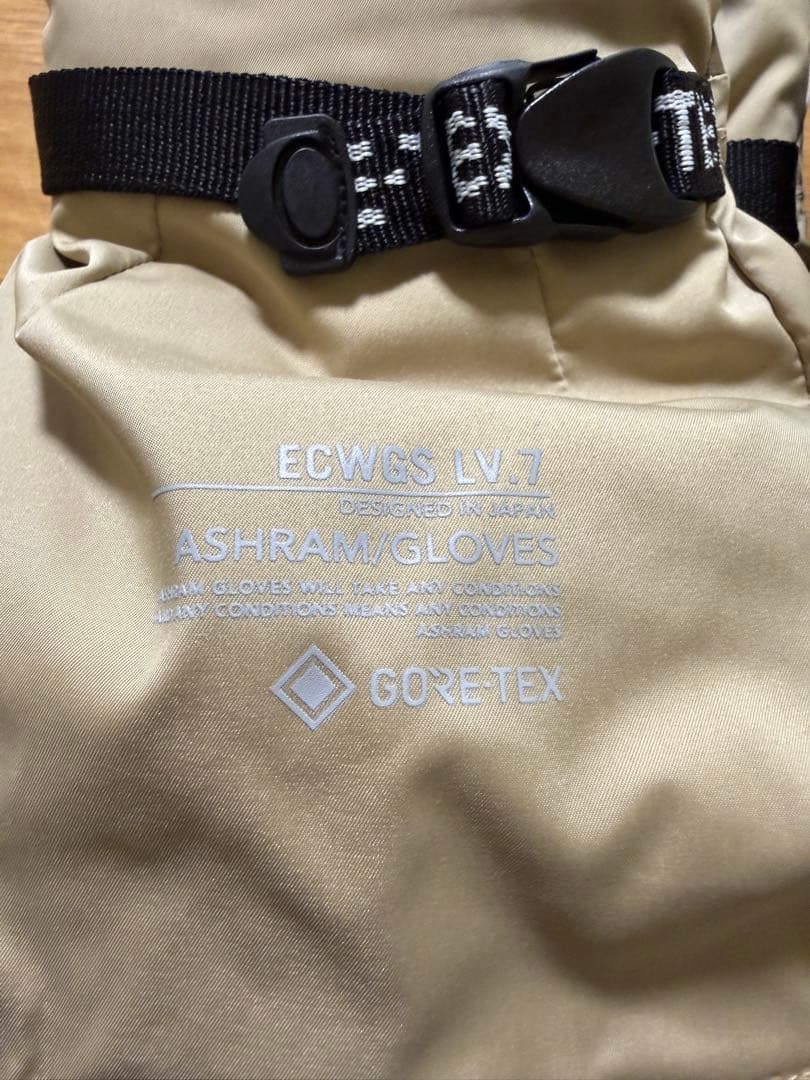 ECWGS LV.7
DESIGNED IN JAPAN
ASHRAM/GLOVES
GLOVES WILL TAKE ANY CONDITIONS
ANY CONDITIONS MEANS ANY CONDITIONS
ASHRAM GLOVES
GORE-TEX